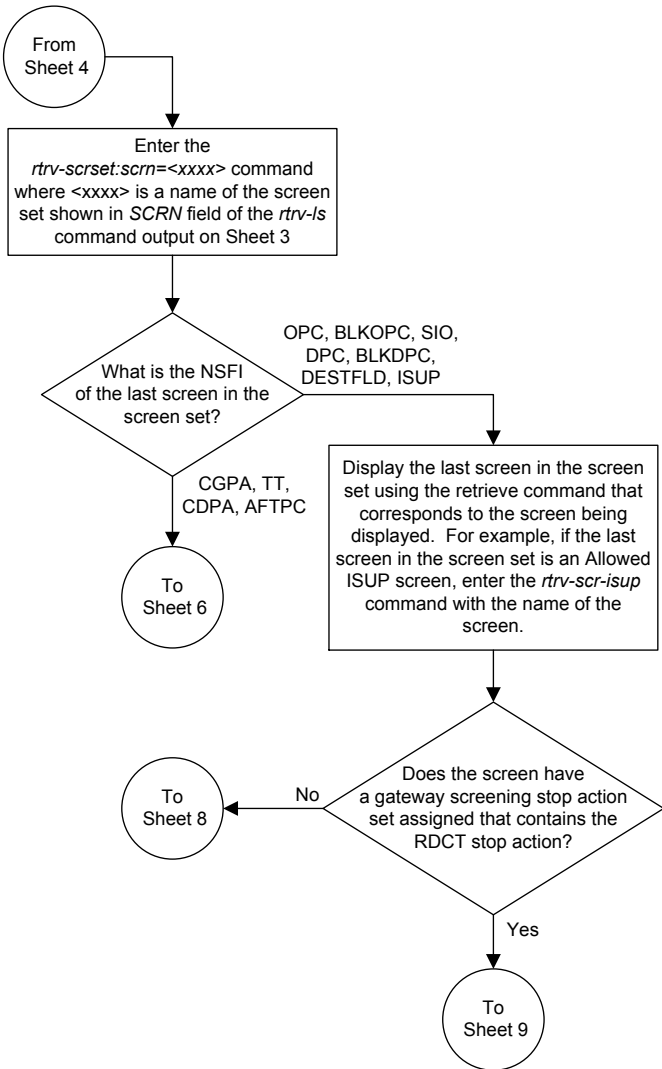 From
Sheet 4
Enter the
rtrv-scrset:scrn=<xxxx> command
where <xxxx> is a name of the screen
set shown in SCRN field of the rtrv-ls
command output on Sheet 3
What is the NSFI
of the last screen in the
screen set?
OPC, BLKOPC, SIO,
DPC, BLKDPC,
DESTFLD, ISUP
CGPA, TT,
CDPA, AFTPC
To
Sheet 6
Display the last screen in the screen
set using the retrieve command that
corresponds to the screen being
displayed. For example, if the last
screen in the screen set is an Allowed
ISUP screen, enter the rtrv-scr-isup
command with the name of the
screen.
Does the screen have
a gateway screening stop action
set assigned that contains the
RDCT stop action?
No
To
Sheet 8
Yes
To
Sheet 9